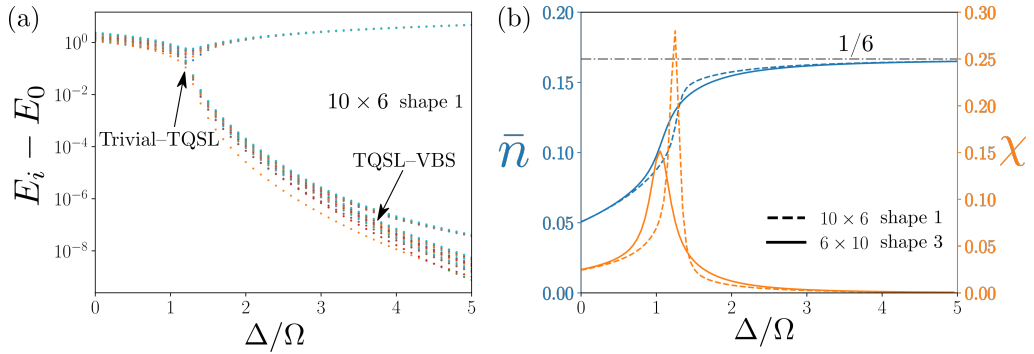 (a)
10^0
10^-2
10^-4
10^-6
10^-8
E_i − E_0
10 × 6 shape 1
Trivial–TQSL
TQSL–VBS
0 1 2 3 4 5
Δ/Ω
(b)
0.20
0.15
0.10
0.05
0.00
n̄
1/6
10 × 6 shape 1
6 × 10 shape 3
0.30
0.25
0.20
0.15
0.10
0.05
0.00
χ
0 1 2 3 4 5
Δ/Ω